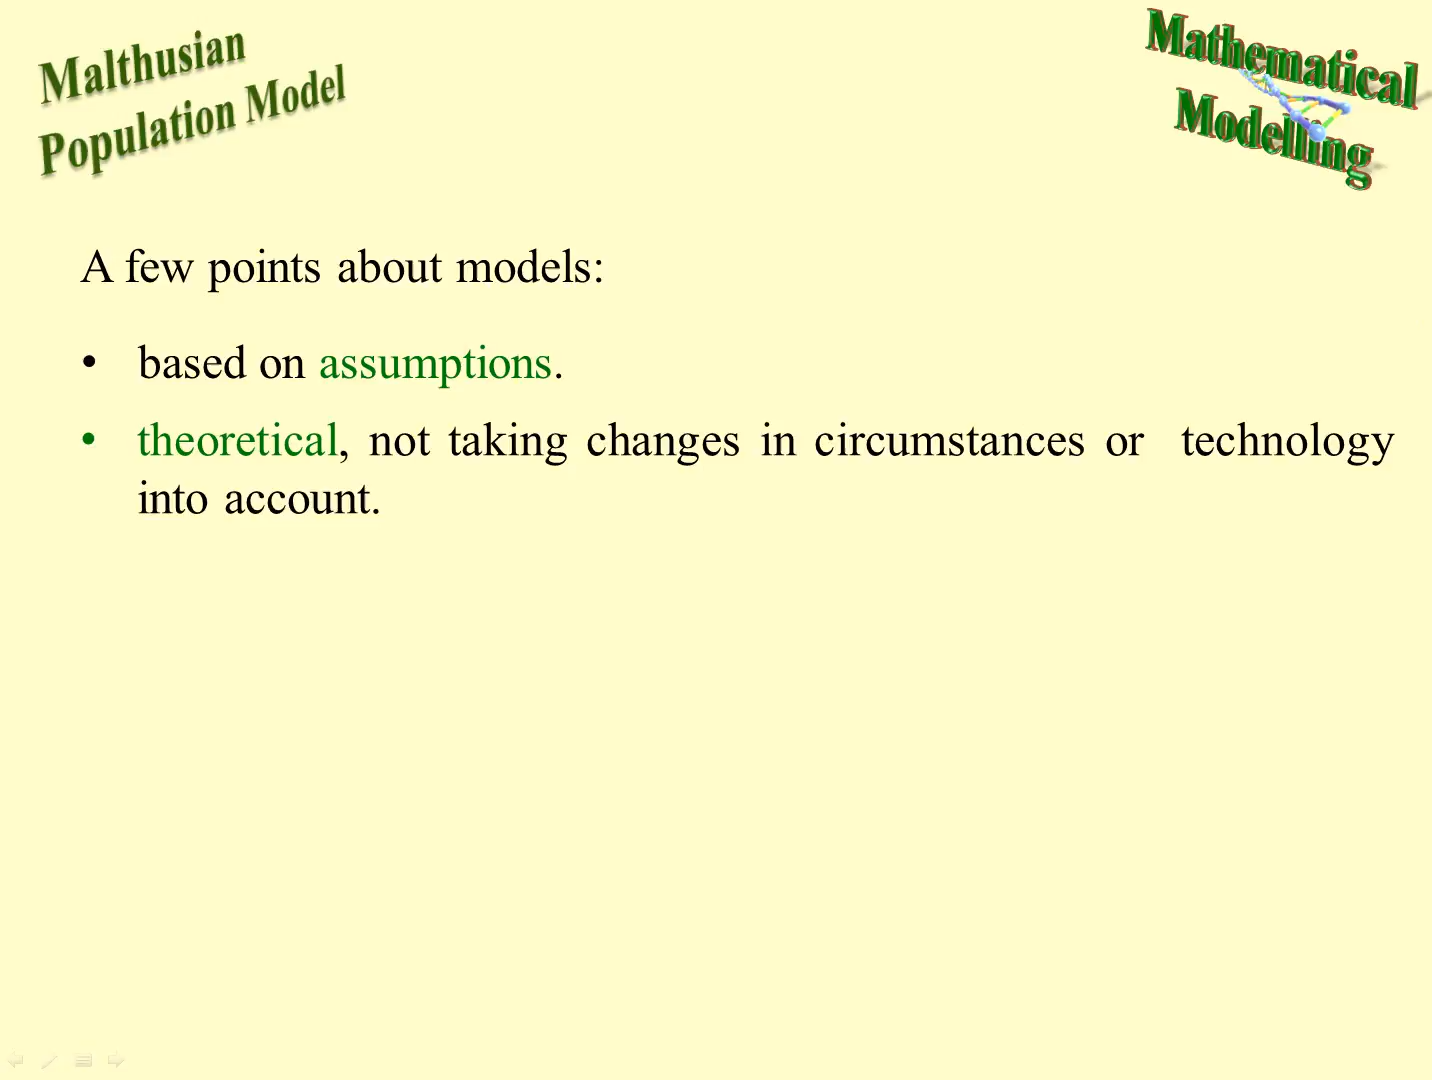 Malthusian
Population Model
Mathematical
Modelling
A few points about models:
• based on assumptions.
• theoretical, not taking changes in circumstances or technology
into account.